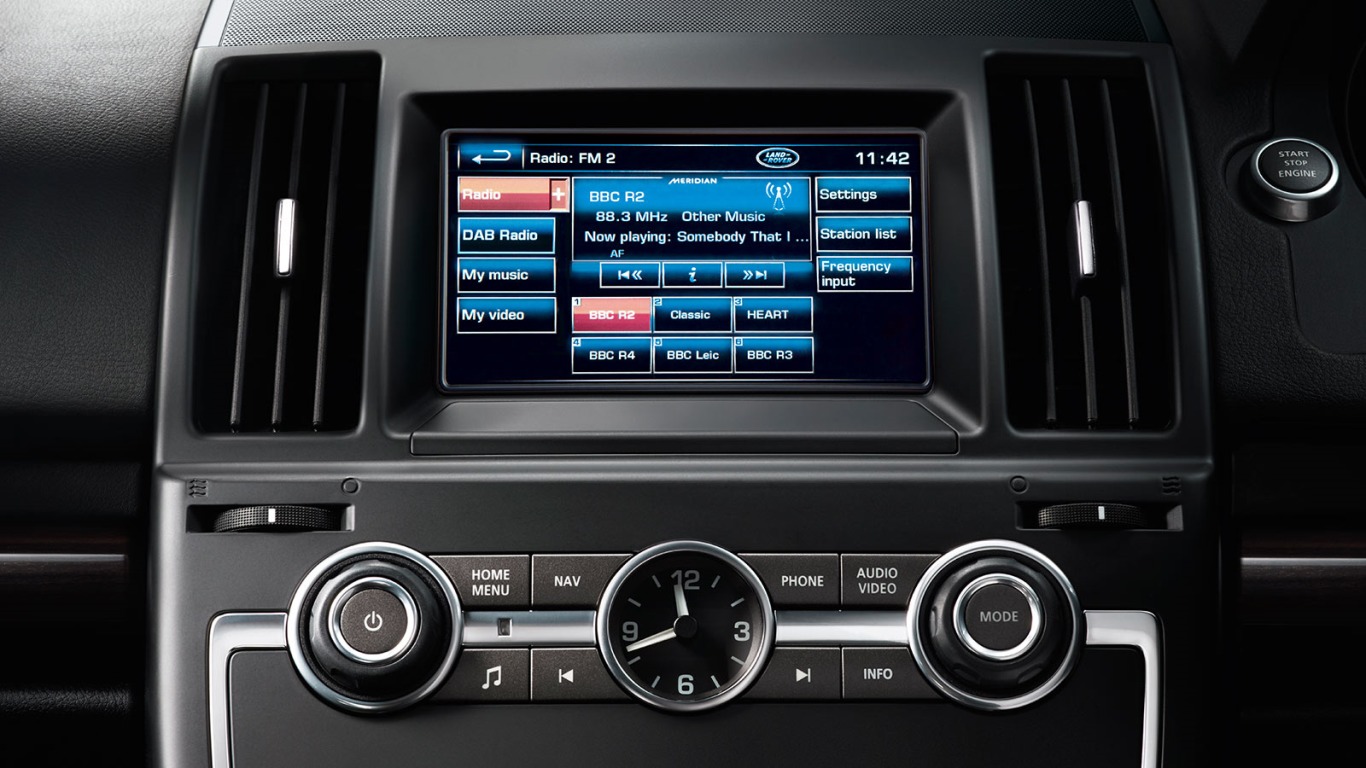 Radio: FM 2
LAND-
-ROVER
11:42
Radio +
DAB Radio
My music
My video
MERIDIAN
BBC R2
88.3 MHz Other Music
Now playing: Somebody That I ...
AF
i
Settings
Station list
Frequency
input
1 BBC R2
2 Classic
3 HEART
4 BBC R4
5 BBC Leic
6 BBC R3
START
STOP
ENGINE
HOME
MENU
NAV
PHONE
AUDIO
VIDEO
12
9
3
6
MODE
INFO